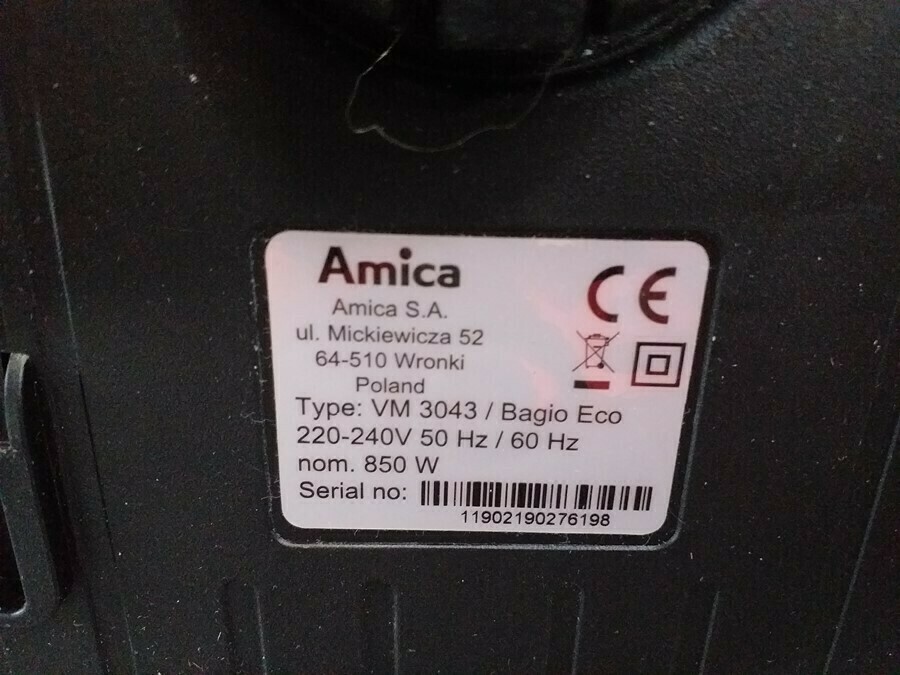 Amica
CE
Amica S.A.
ul. Mickiewicza 52
64-510 Wronki
Poland
Type: VM 3043 / Bagio Eco
220-240V 50 Hz / 60 Hz
nom. 850 W
Serial no:
11902190276198